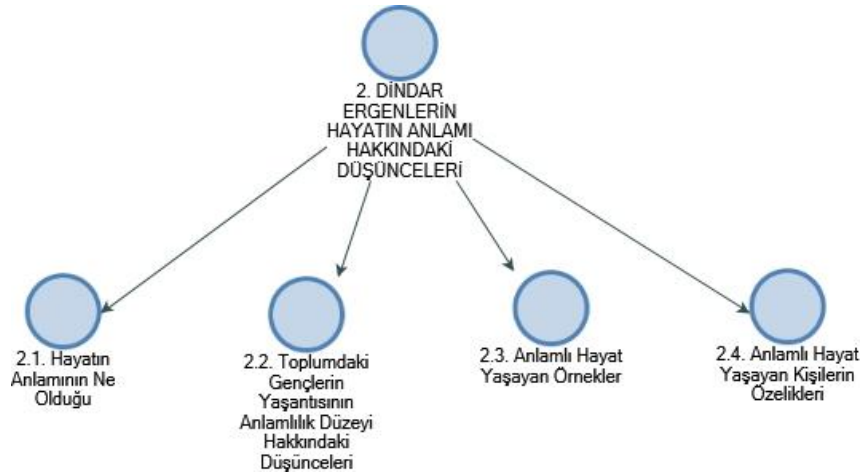 2. DİNDAR
ERGENLERİN
HAYATIN ANLAMI
HAKKINDAKİ
DÜŞÜNCELERİ
2.1. Hayatın
Anlamının Ne
Olduğu
2.2. Toplumdaki
Gençlerin
Yaşantısının
Anlamlılık Düzeyi
Hakkındaki
Düşünceleri
2.3. Anlamlı Hayat
Yaşayan Örnekler
2.4. Anlamlı Hayat
Yaşayan Kişilerin
Özelikleri